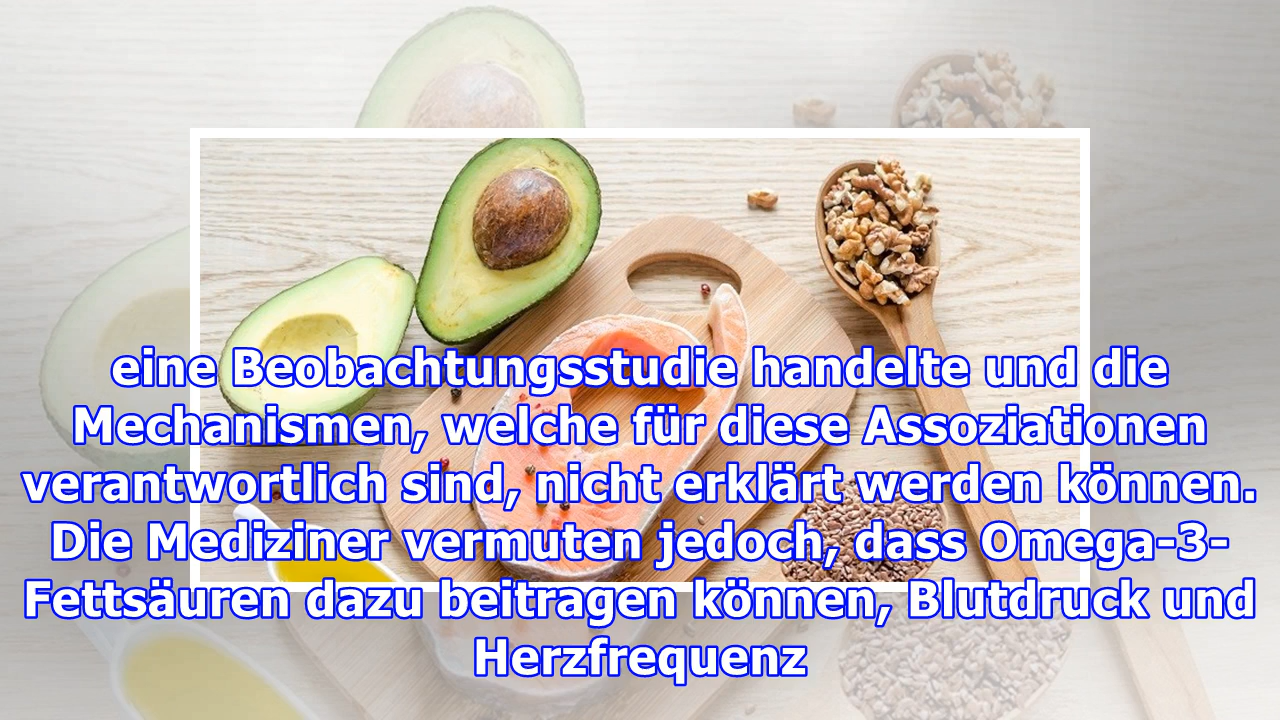 eine Beobachtungsstudie handelte und die
Mechanismen, welche für diese Assoziationen
verantwortlich sind, nicht erklärt werden können.
Die Mediziner vermuten jedoch, dass Omega-3-
Fettsäuren dazu beitragen können, Blutdruck und
Herzfrequenz